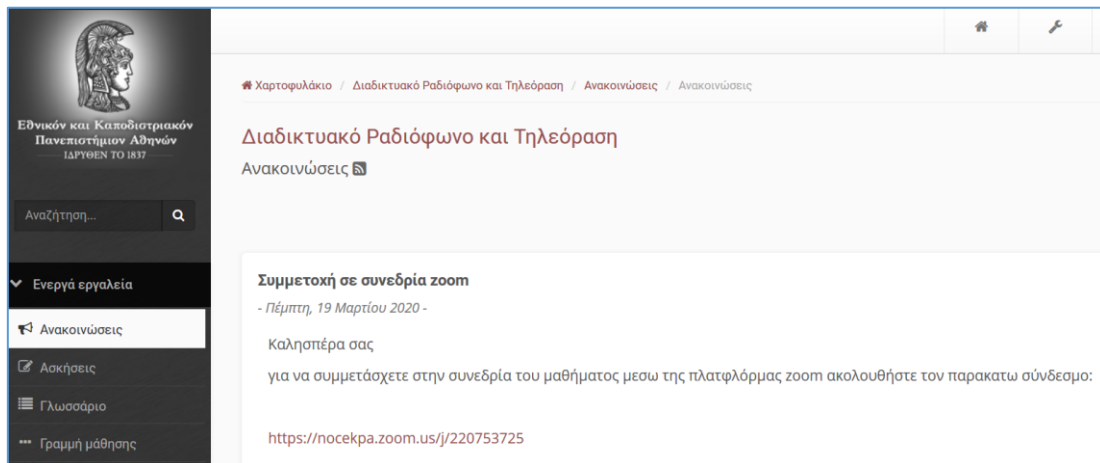 Εθνικόν και Καποδιστριακόν
Πανεπιστήμιον Αθηνών
ΙΔΡΥΘΕΝ ΤΟ 1837
Αναζήτηση...
Ενεργά εργαλεία
Ανακοινώσεις
Ασκήσεις
Γλωσσάριο
Γραμμή μάθησης
Χαρτοφυλάκιο / Διαδικτυακό Ραδιόφωνο και Τηλεόραση / Ανακοινώσεις / Ανακοινώσεις
Διαδικτυακό Ραδιόφωνο και Τηλεόραση
Ανακοινώσεις
Συμμετοχή σε συνεδρία zoom
- Πέμπτη, 19 Μαρτίου 2020 -
Καλησπέρα σας
για να συμμετάσχετε στην συνεδρία του μαθήματος μεσω της πλατφλόρμας zoom ακολουθήστε τον παρακατω σύνδεσμο:
https://nocekpa.zoom.us/j/220753725